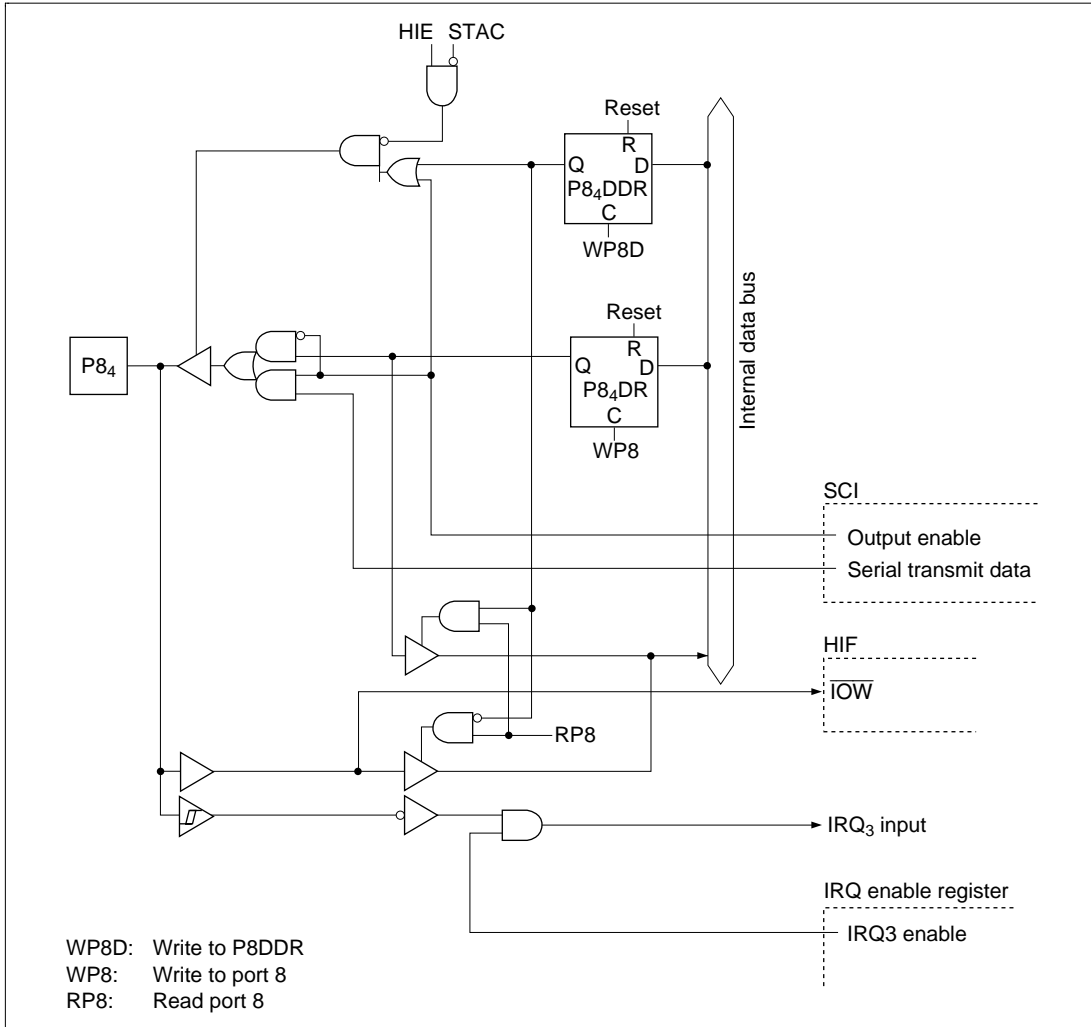 HIE STAC
Reset
R
Q D
P8₄DDR
C
WP8D
Reset
R
P8₄
Q D
P8₄DR
C
WP8
Internal data bus
SCI
Output enable
Serial transmit data
HIF
I̅O̅W̅
RP8
IRQ₃ input
IRQ enable register
IRQ3 enable
WP8D: Write to P8DDR
WP8: Write to port 8
RP8: Read port 8